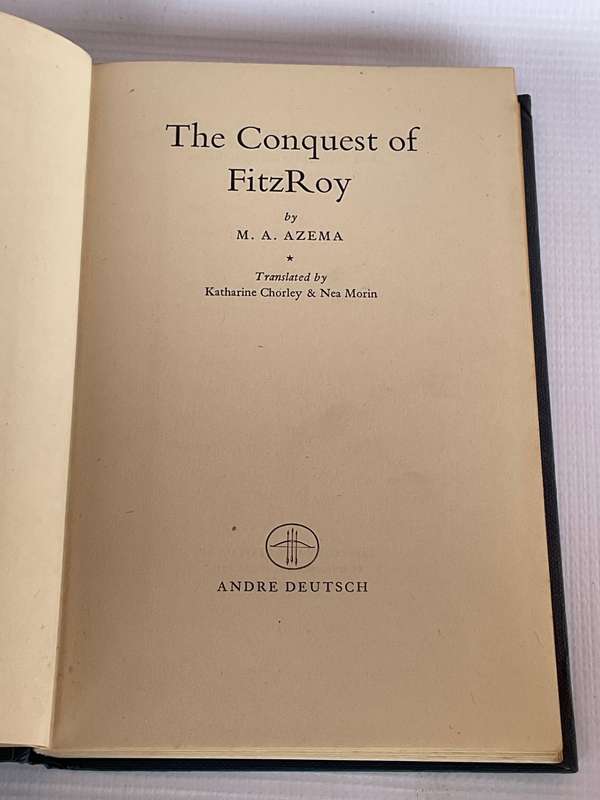 The Conquest of
FitzRoy
by
M. A. AZEMA
★
Translated by
Katharine Chorley & Nea Morin
ANDRE DEUTSCH